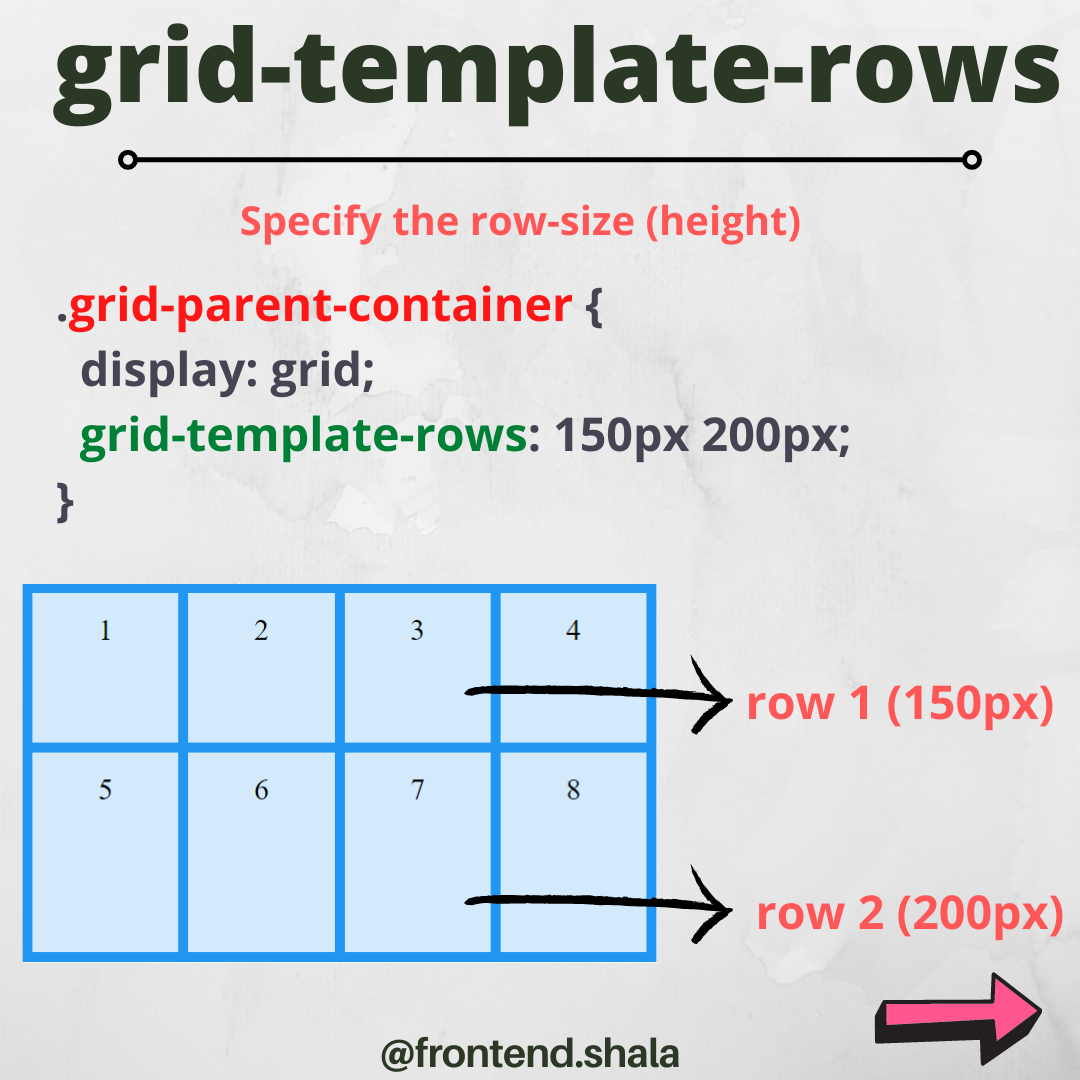 grid-template-rows
Specify the row-size (height)
.grid-parent-container {
display: grid;
grid-template-rows: 150px 200px;
}
1 2 3 4
row 1 (150px)
5 6 7 8
row 2 (200px)
@frontend.shala